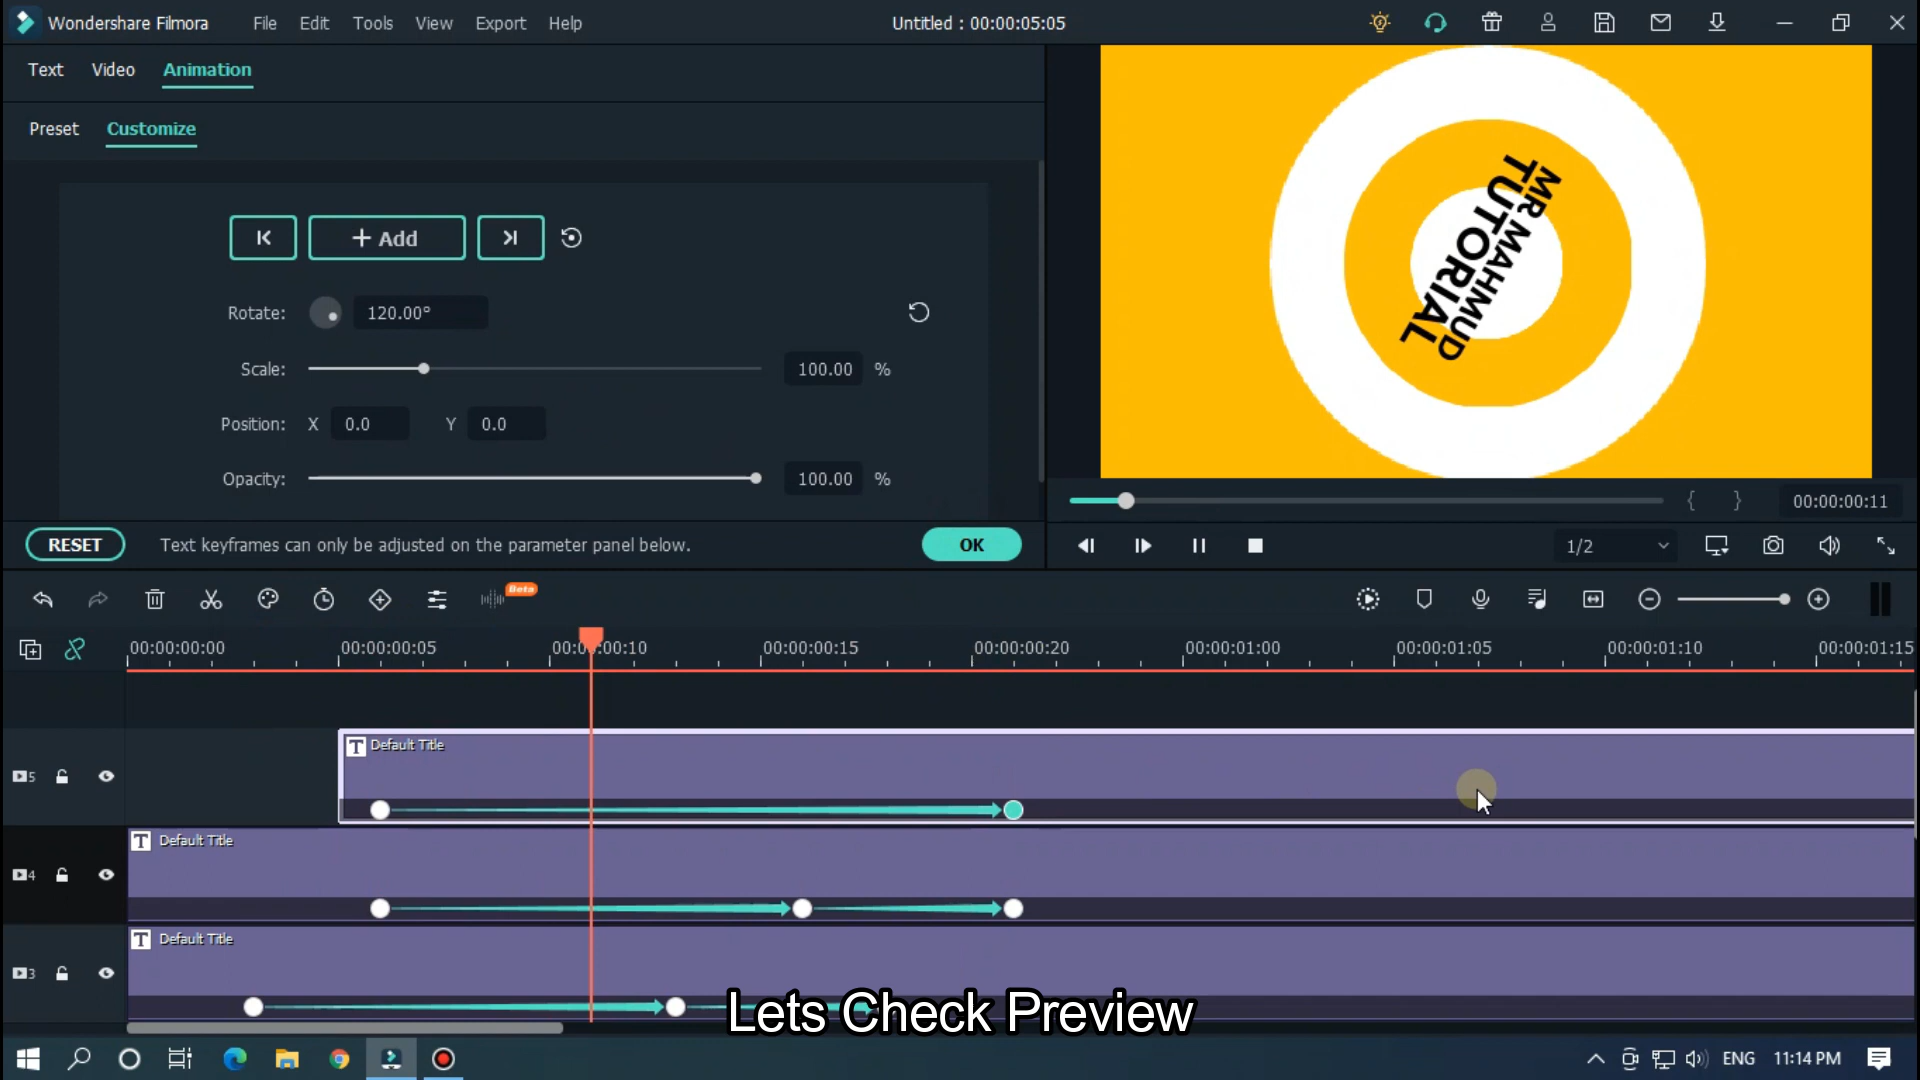 Wondershare Filmora File Edit Tools View Export Help Untitled : 00:00:05:05
Text Video Animation
Preset Customize
+ Add
Rotate: 120.00°
Scale: 100.00 %
Position: X 0.0 Y 0.0
Opacity: 100.00 %
RESET Text keyframes can only be adjusted on the parameter panel below. OK
MR MAHMUD
TUTORIAL
{ } 00:00:00:11
1/2
Beta
00:00:00:00 00:00:00:05 00:00:00:10 00:00:00:15 00:00:00:20 00:00:01:00 00:00:01:05 00:00:01:10 00:00:01:15
T Default Title
5
T Default Title
4
T Default Title
3
Lets Check Preview
ENG 11:14 PM